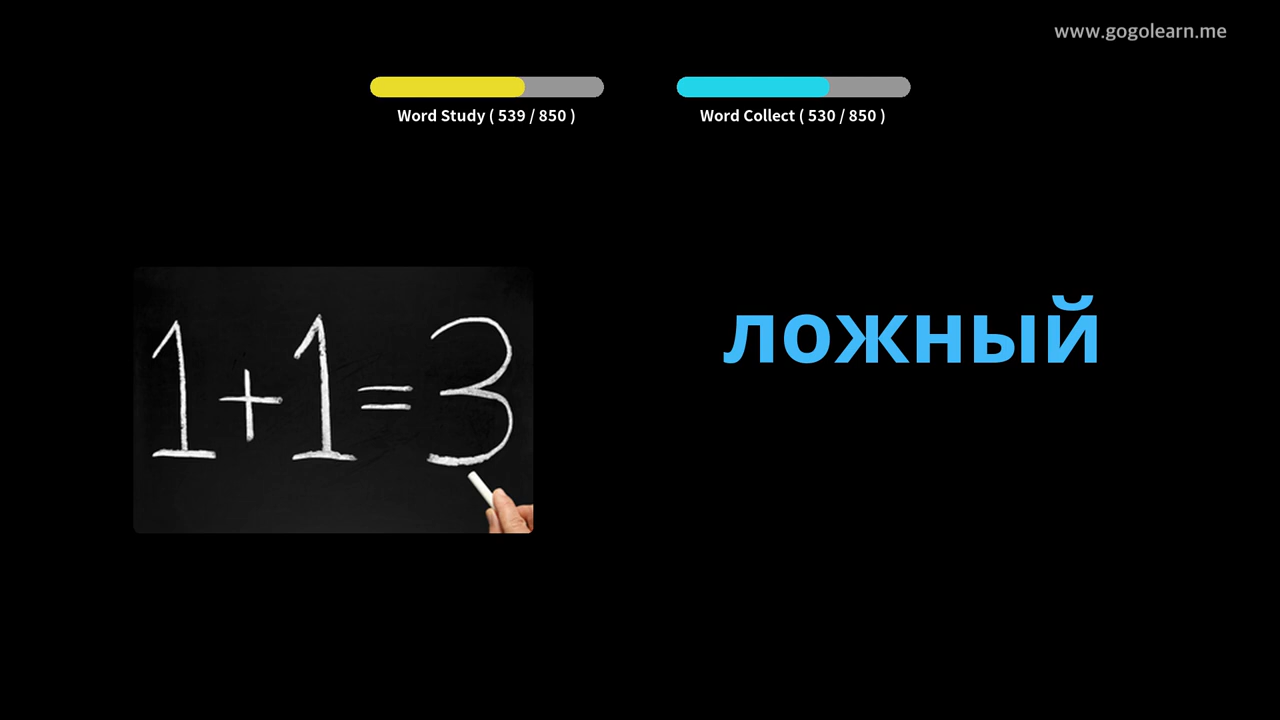 www.gogolearn.me
Word Study ( 539 / 850 )
Word Collect ( 530 / 850 )
ложный
1+1=3